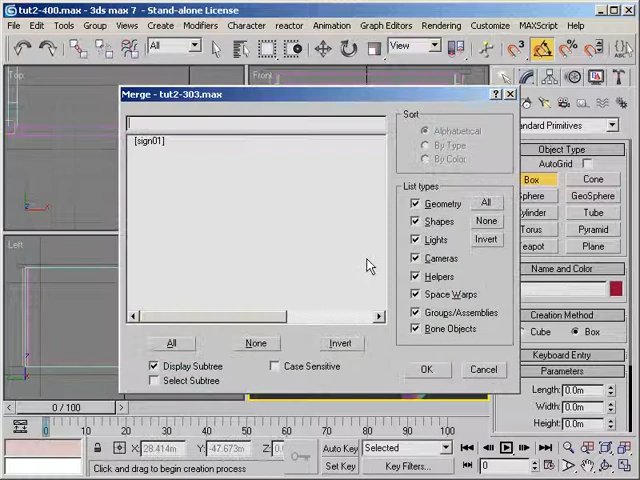 tut2-400.max - 3ds max 7 - Stand-alone License
File Edit Tools Group Views Create Modifiers Character reactor Animation Graph Editors Rendering Customize MAXScript Help
All
View
Top
Front
Merge - tut2-303.max
[sign01]
Sort
Alphabetical
By Type
By Color
List types
Geometry All
Shapes None
Lights Invert
Cameras
Helpers
Space Warps
Groups/Assemblies
Bone Objects
All None Invert
Display Subtree Case Sensitive
Select Subtree
OK Cancel
Left
Standard Primitives
Object Type
AutoGrid
Box Cone
Sphere GeoSphere
Cylinder Tube
Torus Pyramid
Teapot Plane
Name and Color
Creation Method
Cube Box
Keyboard Entry
Parameters
Length: 0.0m
Width: 0.0m
Height: 0.0m
0 / 100
0 10 20 30 40 50 60 70 80 90 100
X: 28.414m Y: -47.673m Z: 0.
Auto Key Selected
Set Key Key Filters...
0
Click and drag to begin creation process